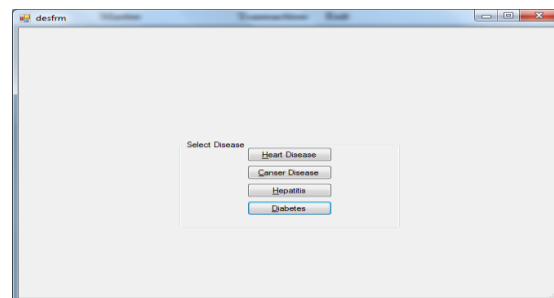 desfrm
Select Disease
Heart Disease
Canser Disease
Hepatitis
Diabetes